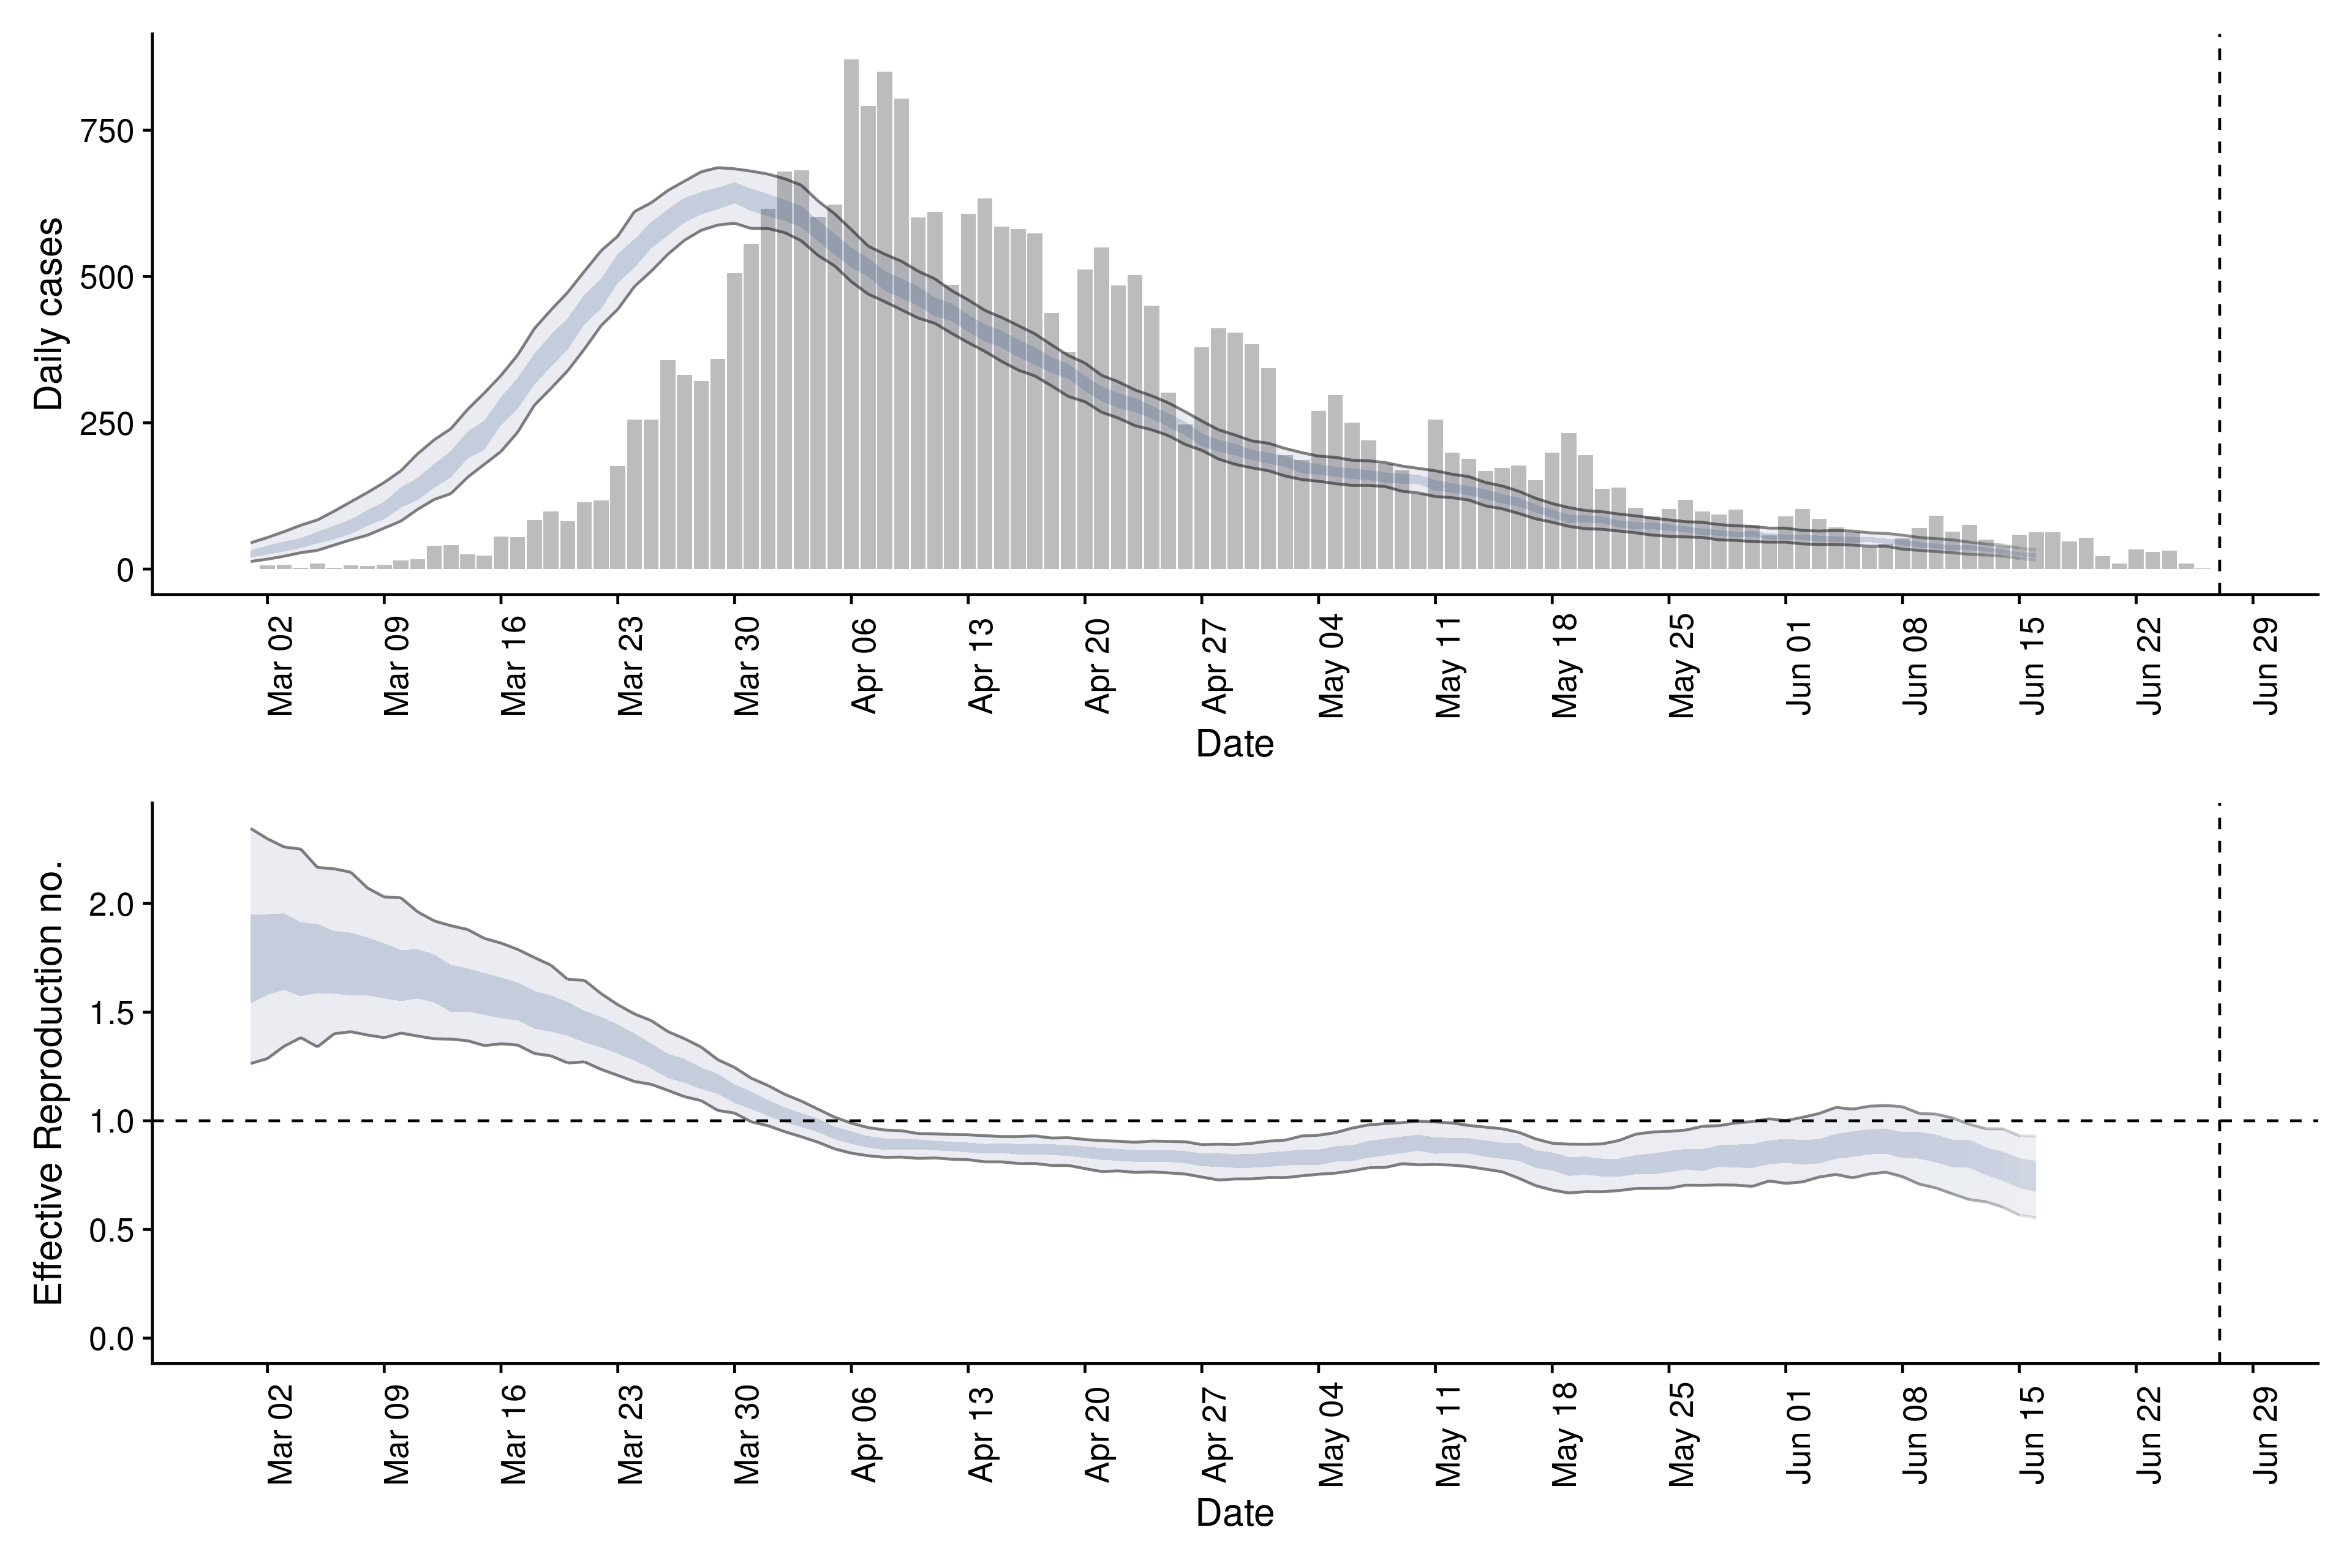 Daily cases
750
500
250
0
Mar 02
Mar 09
Mar 16
Mar 23
Mar 30
Apr 06
Apr 13
Apr 20
Apr 27
May 04
May 11
May 18
May 25
Jun 01
Jun 08
Jun 15
Jun 22
Jun 29
Date
Effective Reproduction no.
2.0
1.5
1.0
0.5
0.0
Mar 02
Mar 09
Mar 16
Mar 23
Mar 30
Apr 06
Apr 13
Apr 20
Apr 27
May 04
May 11
May 18
May 25
Jun 01
Jun 08
Jun 15
Jun 22
Jun 29
Date